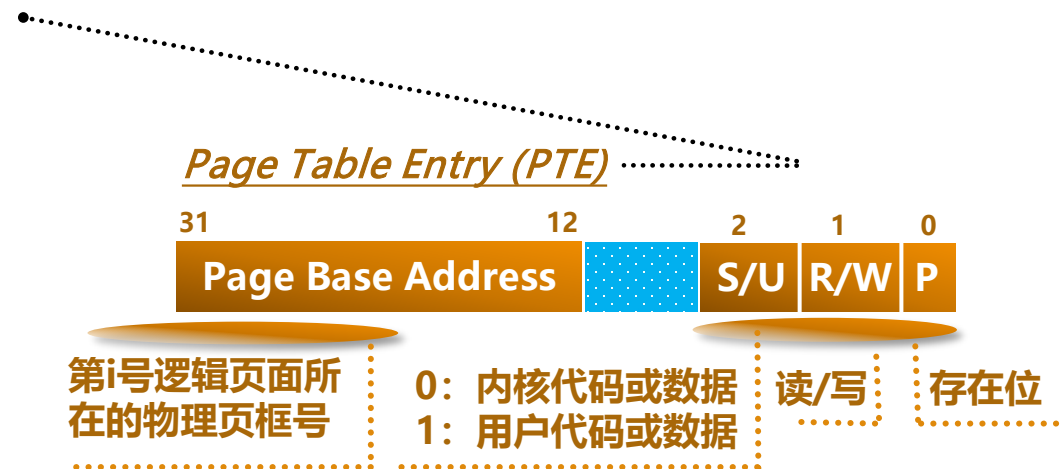 Page Table Entry (PTE)
31 12 2 1 0
Page Base Address S/U R/W P
第i号逻辑页面所
在的物理页框号
0：内核代码或数据
1：用户代码或数据
读/写
存在位